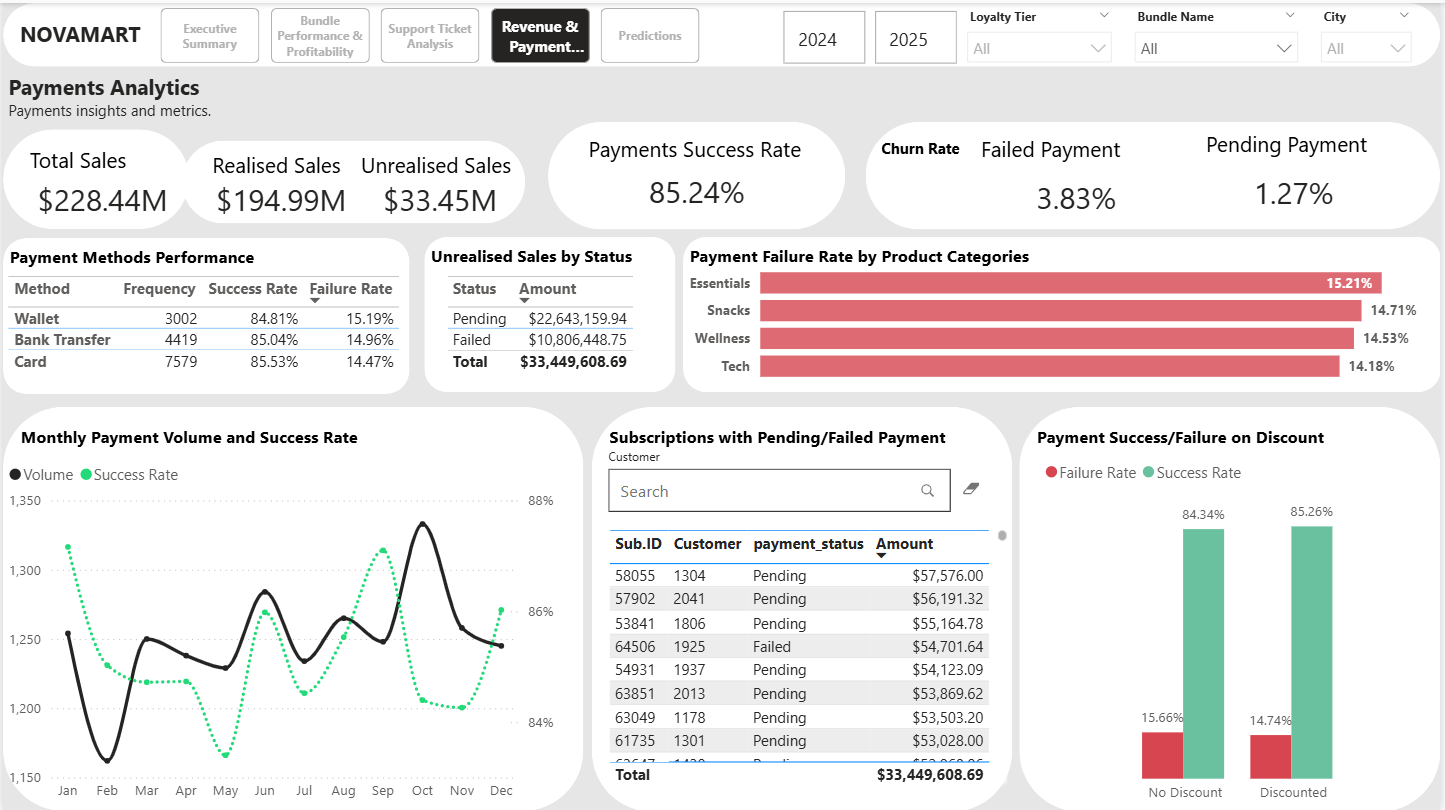 NOVAMART
Executive
Summary
Bundle
Performance &
Profitability
Support Ticket
Analysis
Revenue &
Payment...
Predictions
2024
2025
Loyalty Tier
All
Bundle Name
All
City
All
Payments Analytics
Payments insights and metrics.
Total Sales
$228.44M
Realised Sales
$194.99M
Unrealised Sales
$33.45M
Payments Success Rate
85.24%
Churn Rate
Failed Payment
3.83%
Pending Payment
1.27%
Payment Methods Performance
Method Frequency Success Rate Failure Rate
Wallet 3002 84.81% 15.19%
Bank Transfer 4419 85.04% 14.96%
Card 7579 85.53% 14.47%
Unrealised Sales by Status
Status Amount
Pending $22,643,159.94
Failed $10,806,448.75
Total $33,449,608.69
Payment Failure Rate by Product Categories
Essentials 15.21%
Snacks 14.71%
Wellness 14.53%
Tech 14.18%
Monthly Payment Volume and Success Rate
Volume Success Rate
1,350 88%
1,300
1,250 86%
1,200 84%
1,150
Jan Feb Mar Apr May Jun Jul Aug Sep Oct Nov Dec
Subscriptions with Pending/Failed Payment
Customer
Search
Sub.ID Customer payment_status Amount
58055 1304 Pending $57,576.00
57902 2041 Pending $56,191.32
53841 1806 Pending $55,164.78
64506 1925 Failed $54,701.64
54931 1937 Pending $54,123.09
63851 2013 Pending $53,869.62
63049 1178 Pending $53,503.20
61735 1301 Pending $53,028.00
Total $33,449,608.69
Payment Success/Failure on Discount
Failure Rate Success Rate
84.34% 85.26%
15.66% 14.74%
No Discount Discounted